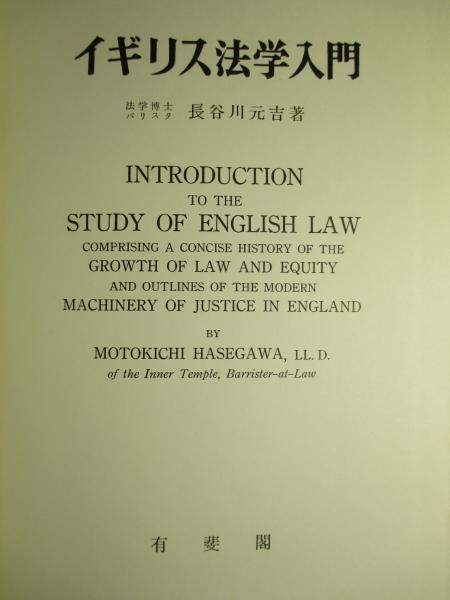 イギリス法学入門
法学博士
バリスタ
長谷川元吉著
INTRODUCTION
TO THE
STUDY OF ENGLISH LAW
COMPRISING A CONCISE HISTORY OF THE
GROWTH OF LAW AND EQUITY
AND OUTLINES OF THE MODERN
MACHINERY OF JUSTICE IN ENGLAND
BY
MOTOKICHI HASEGAWA, LL. D.
of the Inner Temple, Barrister-at-Law
有斐閣